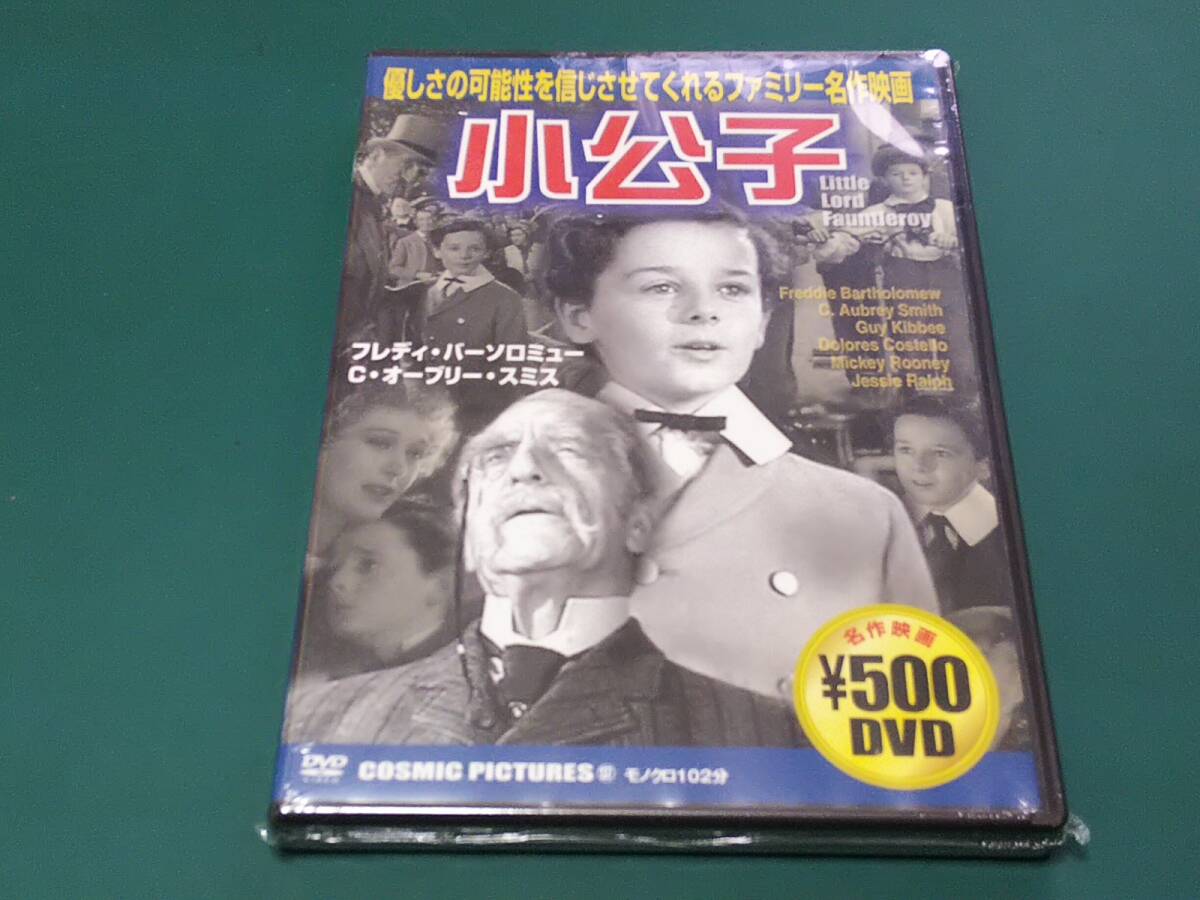 優しさの可能性を信じさせてくれるファミリー名作映画
小公子
Little
Lord
Fauntleroy
Freddie Bartholomew
C. Aubrey Smith
Guy Kibbee
Dolores Costello
Mickey Rooney
Jessie Ralph
フレディ・バーソロミュー
C・オーブリー・スミス
名作映画
¥500
DVD
DVD
VIDEO
COSMIC PICTURES
モノクロ102分